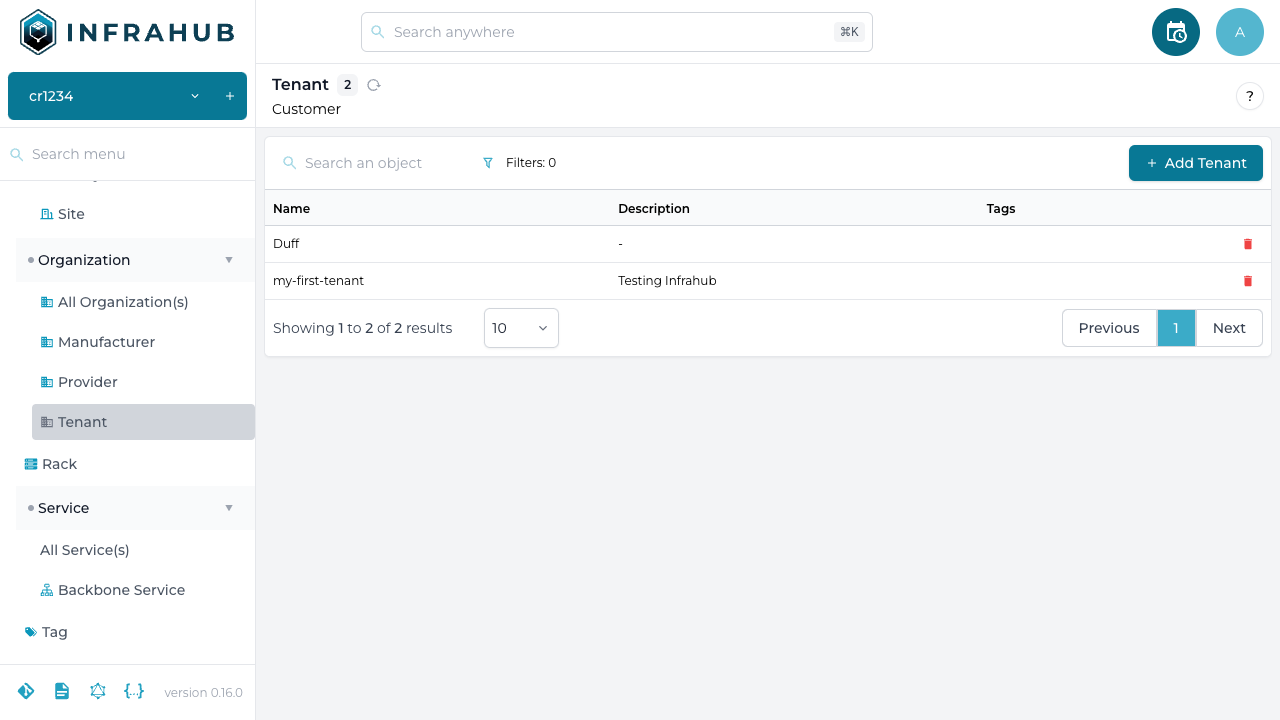 INFRAHUB
Search anywhere
⌘K
A
cr1234
Tenant 2
Customer
?
Search menu
Site
Organization
All Organization(s)
Manufacturer
Provider
Tenant
Rack
Service
All Service(s)
Backbone Service
Tag
version 0.16.0
Search an object
Filters: 0
+ Add Tenant
Name Description Tags
Duff -
my-first-tenant Testing Infrahub
Showing 1 to 2 of 2 results
10
Previous 1 Next